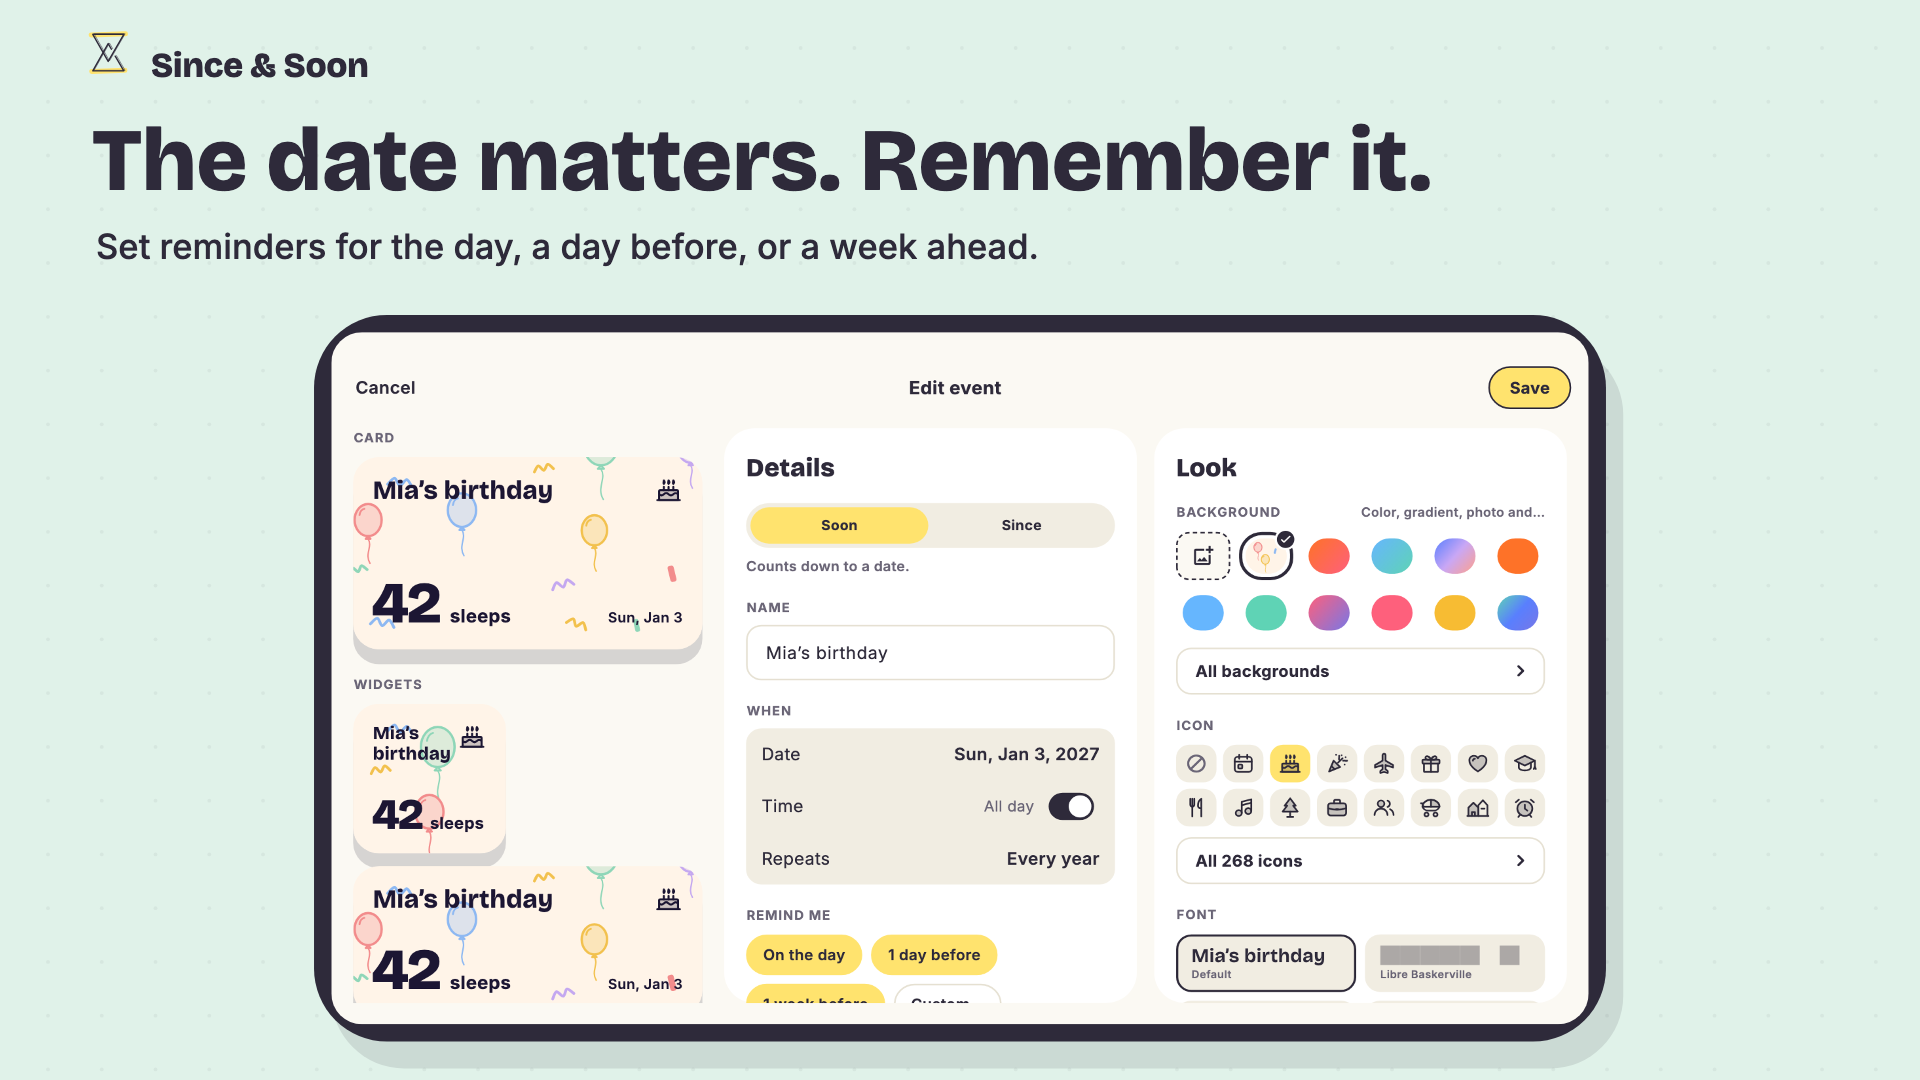 Since & Soon
The date matters. Remember it.
Set reminders for the day, a day before, or a week ahead.
Cancel
Edit event
Save
CARD
Mia’s birthday
42 sleeps
Sun, Jan 3
WIDGETS
Mia’s
birthday
42 sleeps
Mia’s birthday
42 sleeps
Sun, Jan 3
Details
Soon
Since
Counts down to a date.
NAME
Mia’s birthday
WHEN
Date
Sun, Jan 3, 2027
Time
All day
Repeats
Every year
REMIND ME
On the day
1 day before
1 week before
Custom
Look
BACKGROUND
Color, gradient, photo and...
All backgrounds
ICON
All 268 icons
FONT
Mia’s birthday
Default
Libre Baskerville